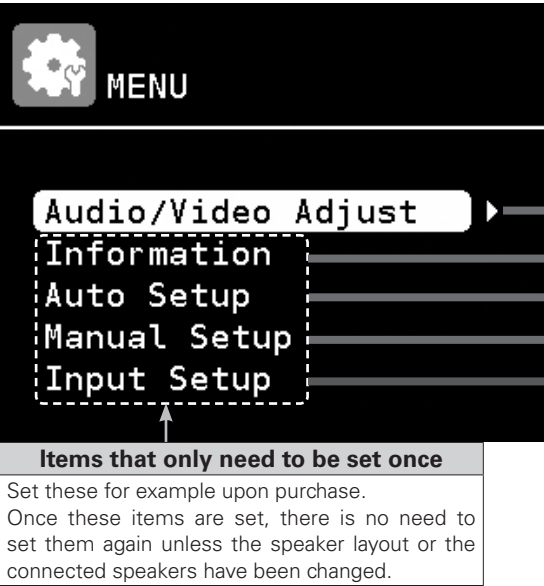 MENU
Audio/Video Adjust
Information
Auto Setup
Manual Setup
Input Setup
Items that only need to be set once
Set these for example upon purchase.
Once these items are set, there is no need to
set them again unless the speaker layout or the
connected speakers have been changed.